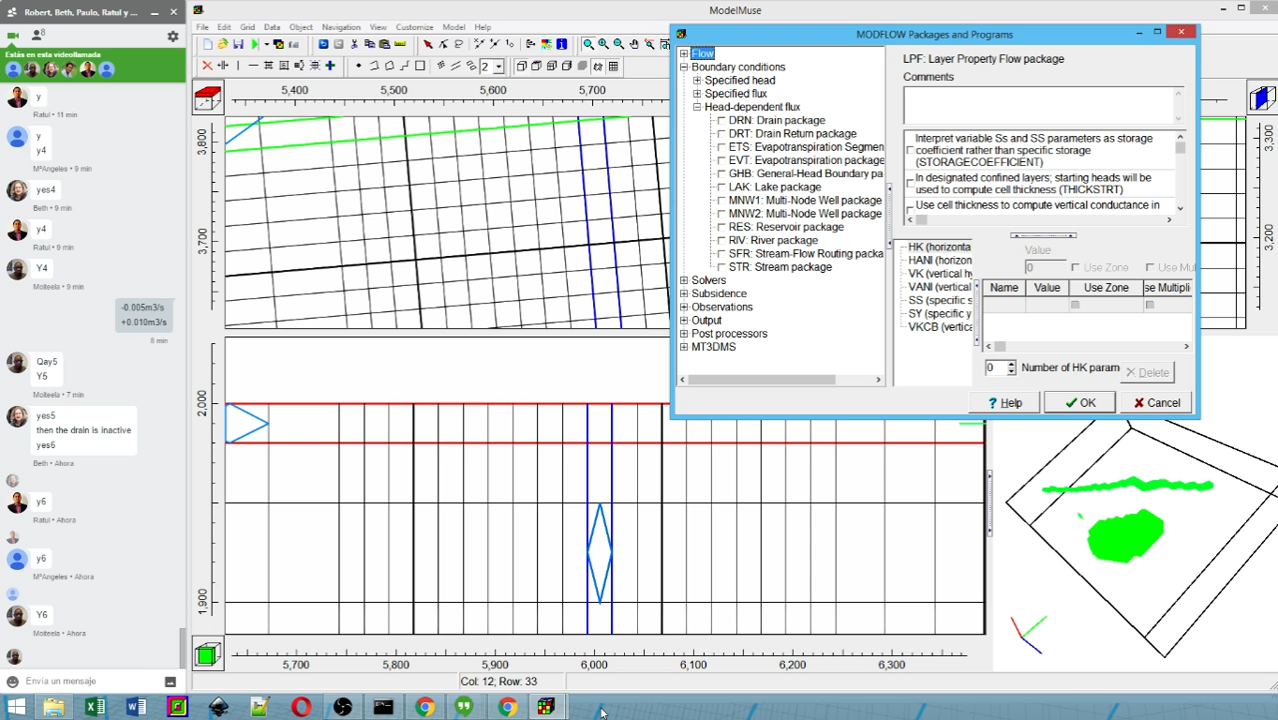 Robert, Beth, Paulo, Ratul y ...
8
Estás en esta videollamada
y
Ratul • 11 min
y
y4
MªAngeles • 9 min
yes4
Beth • 9 min
y4
Ratul • 9 min
Y4
Moiteela • 9 min
-0.005m3/s
+0.010m3/s
8 min
Qay5
Y5
Moiteela • 7 min
yes5
then the drain is inactive
yes6
Beth • Ahora
y6
Ratul • Ahora
y6
MªAngeles • Ahora
Y6
Moiteela • Ahora
Envía un mensaje
ModelMuse
File Edit Grid Data Object Navigation View Customize Model Help
2
5,400 5,500 5,600 5,700
3,800
3,700
3,300
3,200
2,000
1,900
5,700 5,800 5,900 6,000 6,100 6,200 6,300
Col: 12, Row: 33
MODFLOW Packages and Programs
Flow
Boundary conditions
Specified head
Specified flux
Head-dependent flux
DRN: Drain package
DRT: Drain Return package
ETS: Evapotranspiration Segmen
EVT: Evapotranspiration package
GHB: General-Head Boundary pa
LAK: Lake package
MNW1: Multi-Node Well package
MNW2: Multi-Node Well package
RES: Reservoir package
RIV: River package
SFR: Stream-Flow Routing packa
STR: Stream package
Solvers
Subsidence
Observations
Output
Post processors
MT3DMS
LPF: Layer Property Flow package
Comments
Interpret variable Ss and SS parameters as storage
coefficient rather than specific storage
(STORAGECOEFFICIENT)
In designated confined layers; starting heads will be
used to compute cell thickness (THICKSTRT)
Use cell thickness to compute vertical conductance in
HK (horizonta
HANI (horizon
VK (vertical h
VANI (vertical
SS (specific s
SY (specific y
VKCB (vertica
Value
0 Use Zone Use Mu
Name Value Use Zone se Multipli
0 Number of HK param Delete
Help OK Cancel